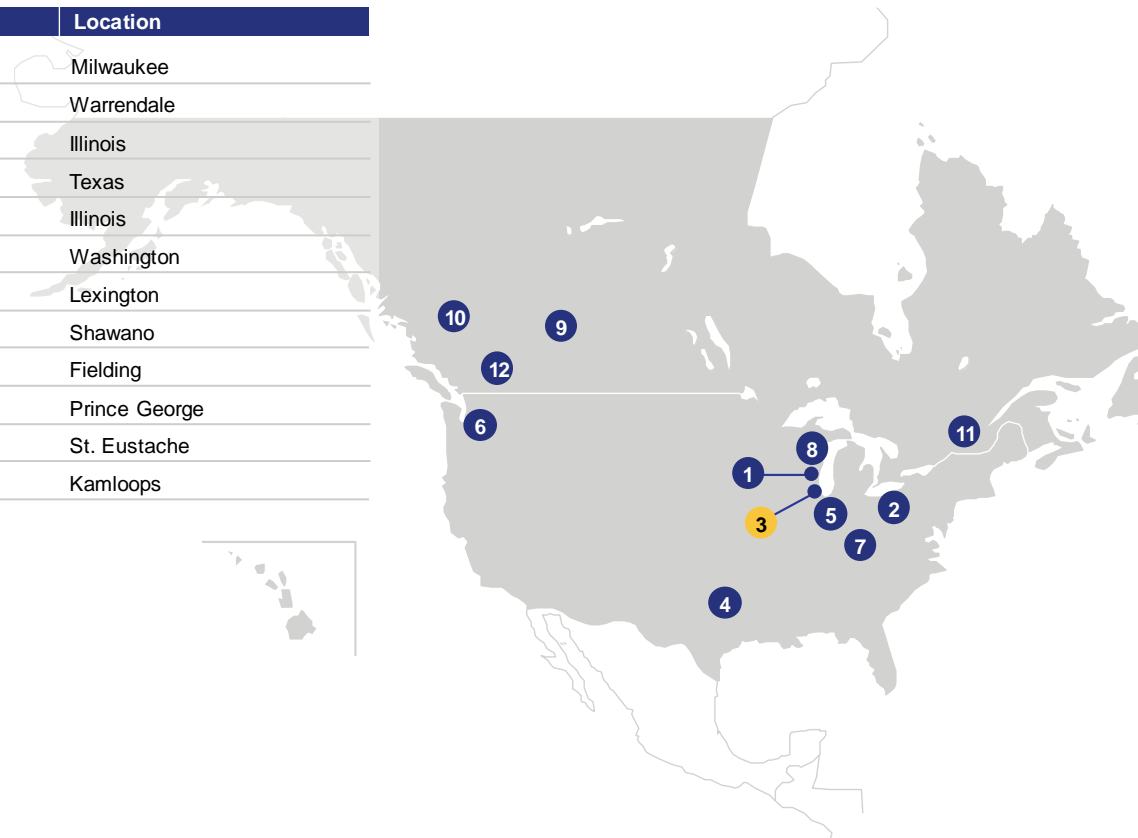 Location
Milwaukee
Warrendale
Illinois
Texas
Illinois
Washington
Lexington
Shawano
Fielding
Prince George
St. Eustache
Kamloops
10
9
12
6
11
8
1
2
5
3
7
4